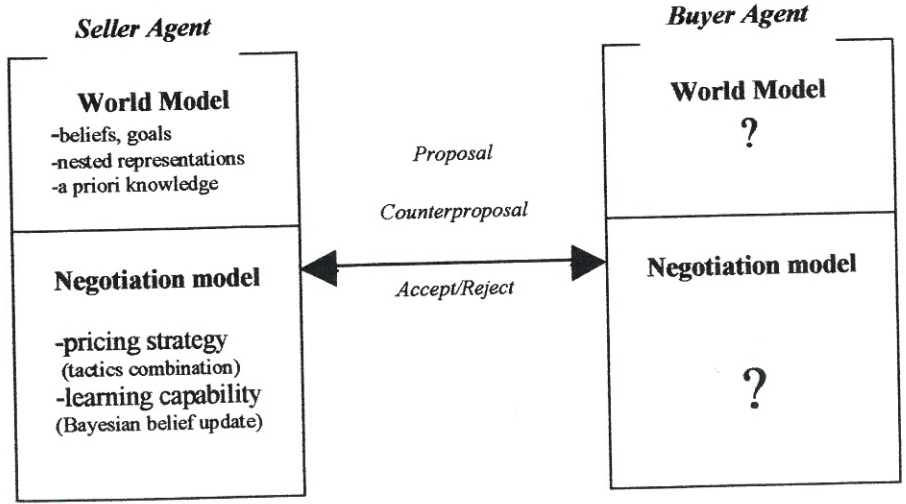 Seller Agent
World Model
-beliefs, goals
-nested representations
-a priori knowledge
Negotiation model
-pricing strategy
(tactics combination)
-learning capability
(Bayesian belief update)
Proposal
Counterproposal
Accept/Reject
Buyer Agent
World Model
?
Negotiation model
?